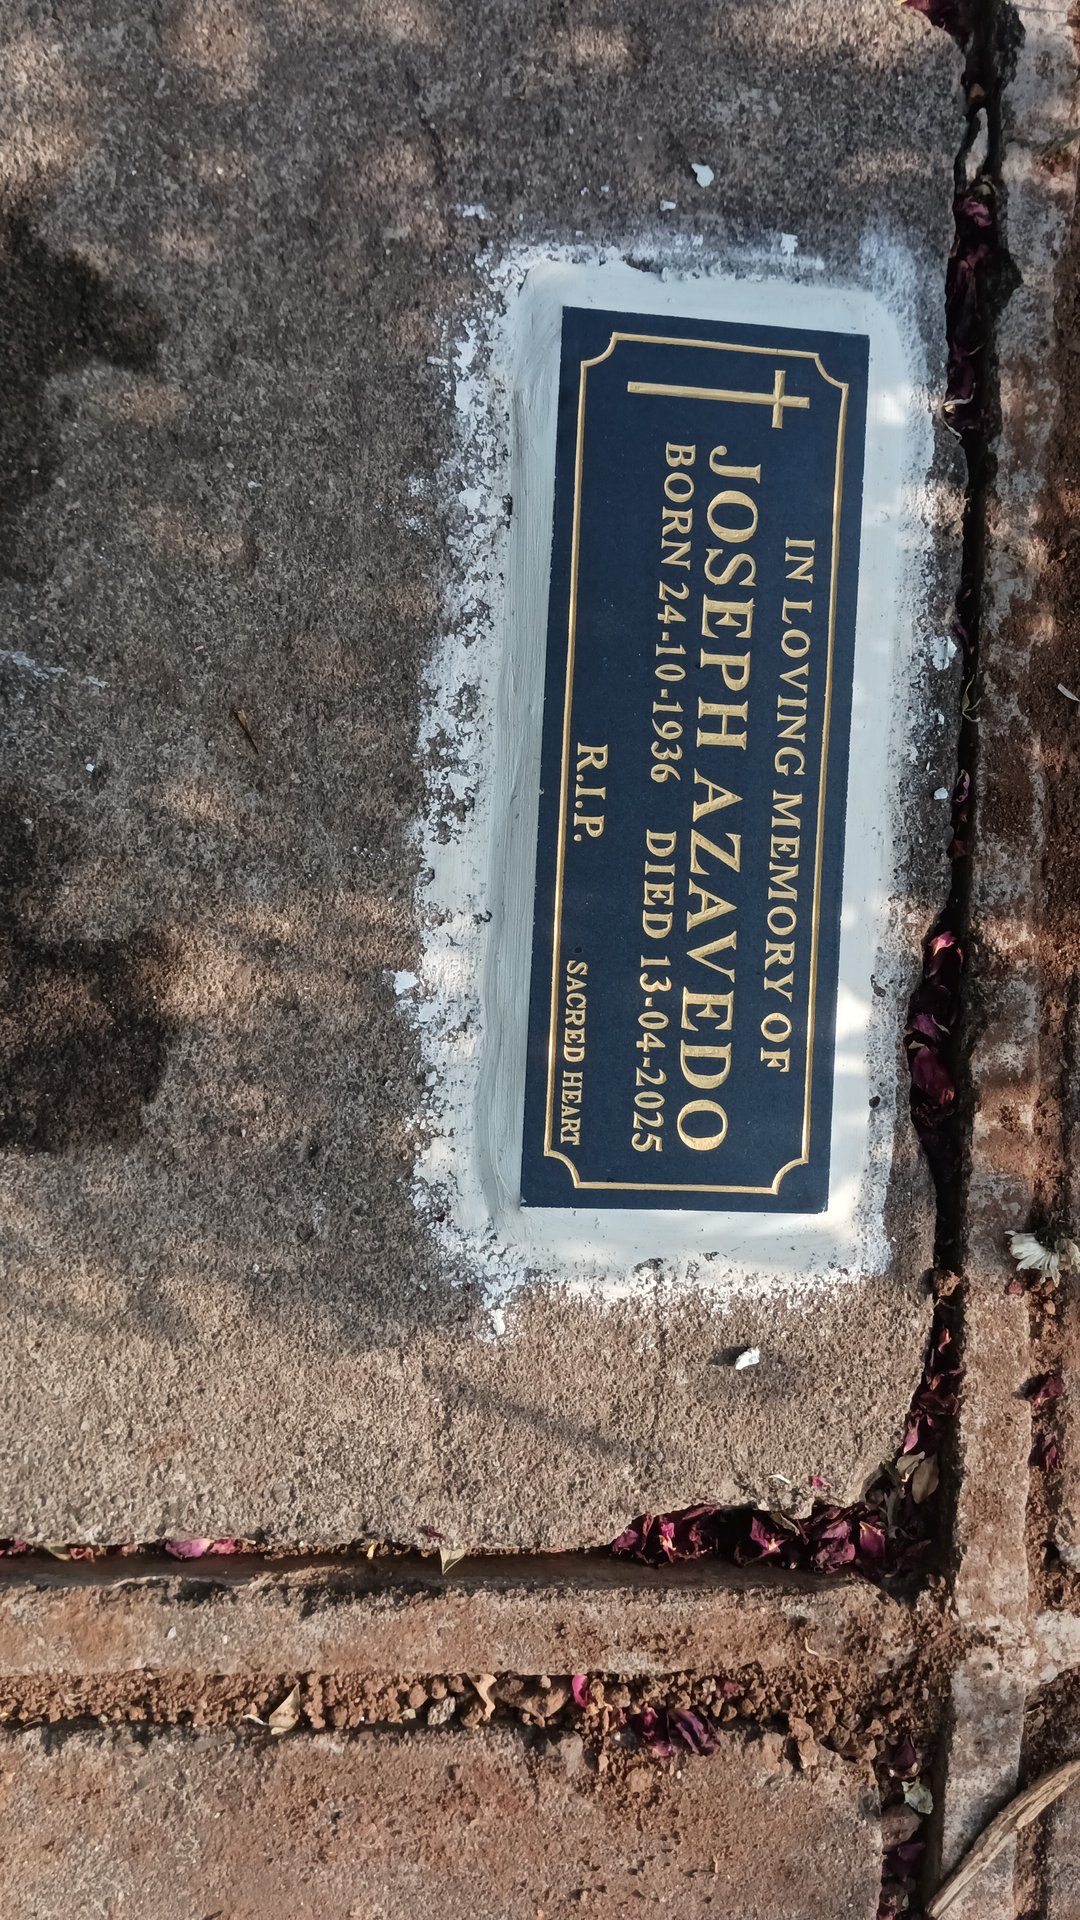 IN LOVING MEMORY OF
JOSEPH AZAVEDO
BORN 24-10-1936 DIED 13-04-2025
R.I.P.
SACRED HEART